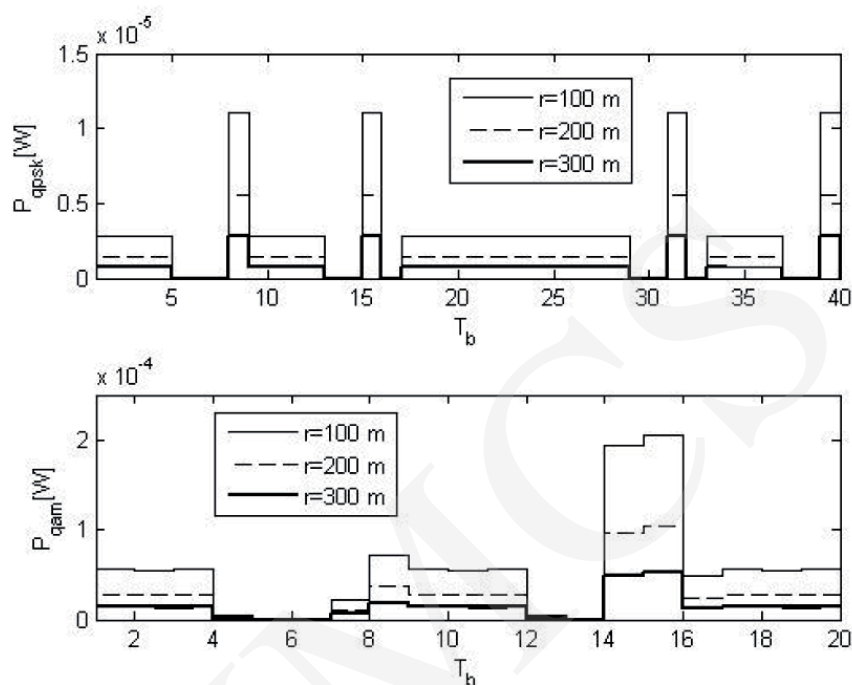 x 10⁻⁵
1.5
1
0.5
0
P_qpsk[W]
r=100 m
r=200 m
r=300 m
5 10 15 20 25 30 35 40
T_b
x 10⁻⁴
2
1
0
P_qam[W]
r=100 m
r=200 m
r=300 m
2 4 6 8 10 12 14 16 18 20
T_b